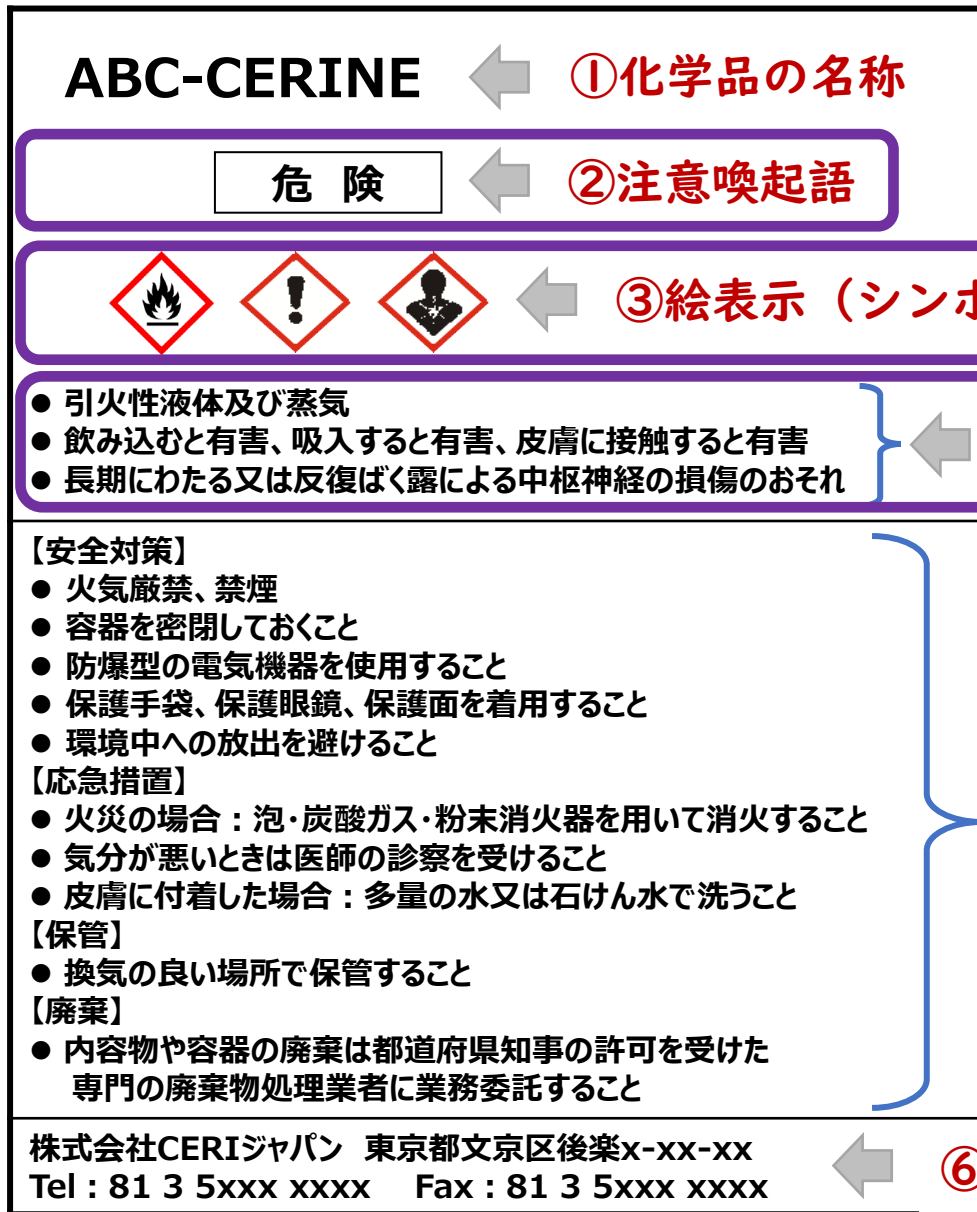 ABC-CERINE ①化学品の名称
危 険 ②注意喚起語
③絵表示（シンボ
● 引火性液体及び蒸気
● 飲み込むと有害、吸入すると有害、皮膚に接触すると有害
● 長期にわたる又は反復ばく露による中枢神経の損傷のおそれ
【安全対策】
● 火気厳禁、禁煙
● 容器を密閉しておくこと
● 防爆型の電気機器を使用すること
● 保護手袋、保護眼鏡、保護面を着用すること
● 環境中への放出を避けること
【応急措置】
● 火災の場合：泡・炭酸ガス・粉末消火器を用いて消火すること
● 気分が悪いときは医師の診察を受けること
● 皮膚に付着した場合：多量の水又は石けん水で洗うこと
【保管】
● 換気の良い場所で保管すること
【廃棄】
● 内容物や容器の廃棄は都道府県知事の許可を受けた
専門の廃棄物処理業者に業務委託すること
株式会社CERIジャパン 東京都文京区後楽x-xx-xx
Tel：81 3 5xxx xxxx Fax：81 3 5xxx xxxx
⑥